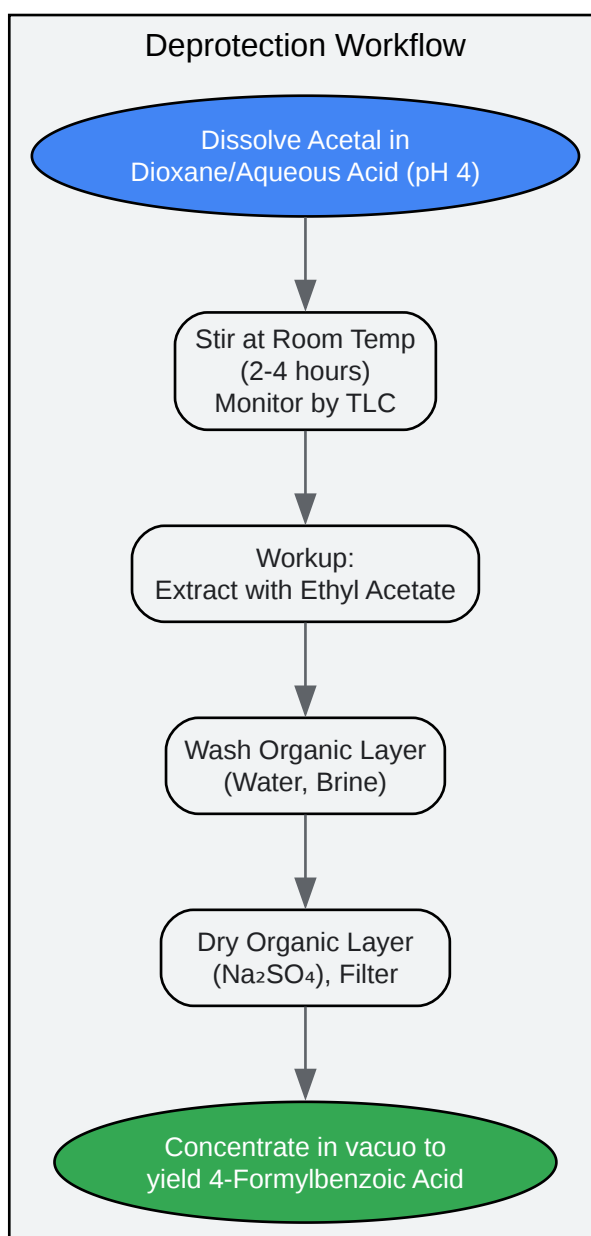 Deprotection Workflow
Dissolve Acetal in
Dioxane/Aqueous Acid (pH 4)
Stir at Room Temp
(2-4 hours)
Monitor by TLC
Workup:
Extract with Ethyl Acetate
Wash Organic Layer
(Water, Brine)
Dry Organic Layer
(Na₂SO₄), Filter
Concentrate in vacuo to
yield 4-Formylbenzoic Acid